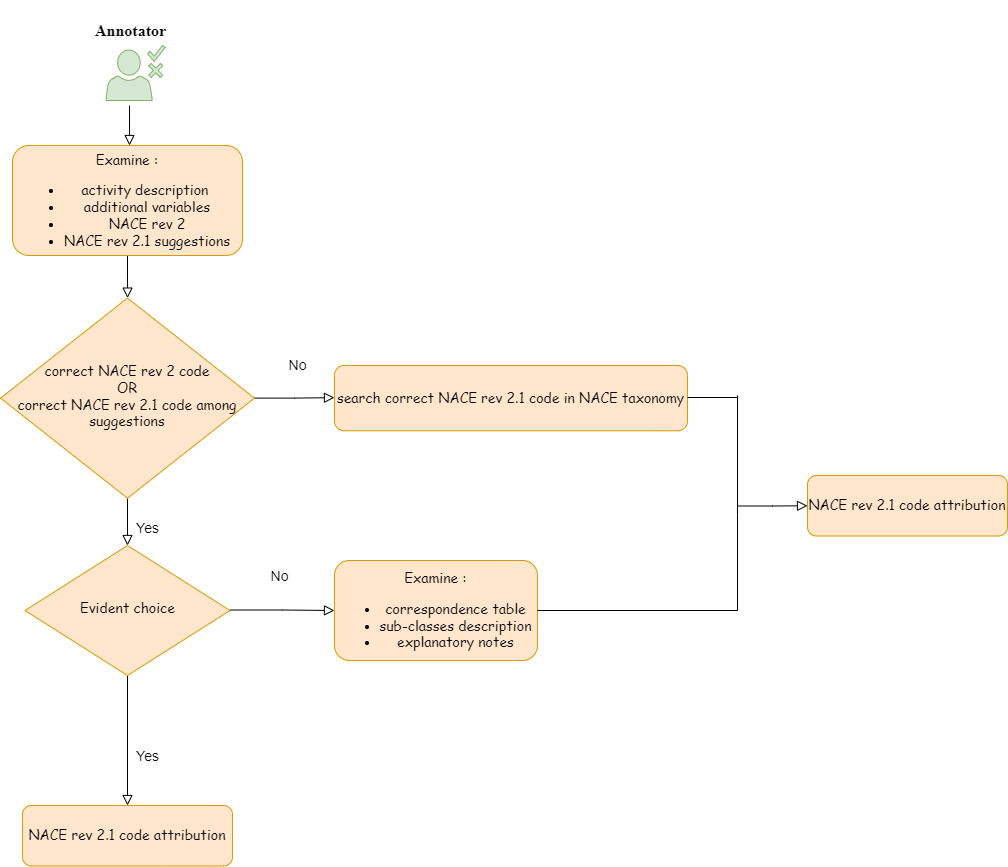 Annotator
Examine :
• activity description
• additional variables
• NACE rev 2
• NACE rev 2.1 suggestions
correct NACE rev 2 code
OR
correct NACE rev 2.1 code among
suggestions
No
search correct NACE rev 2.1 code in NACE taxonomy
NACE rev 2.1 code attribution
Yes
Evident choice
No
Examine :
• correspondence table
• sub-classes description
• explanatory notes
Yes
NACE rev 2.1 code attribution